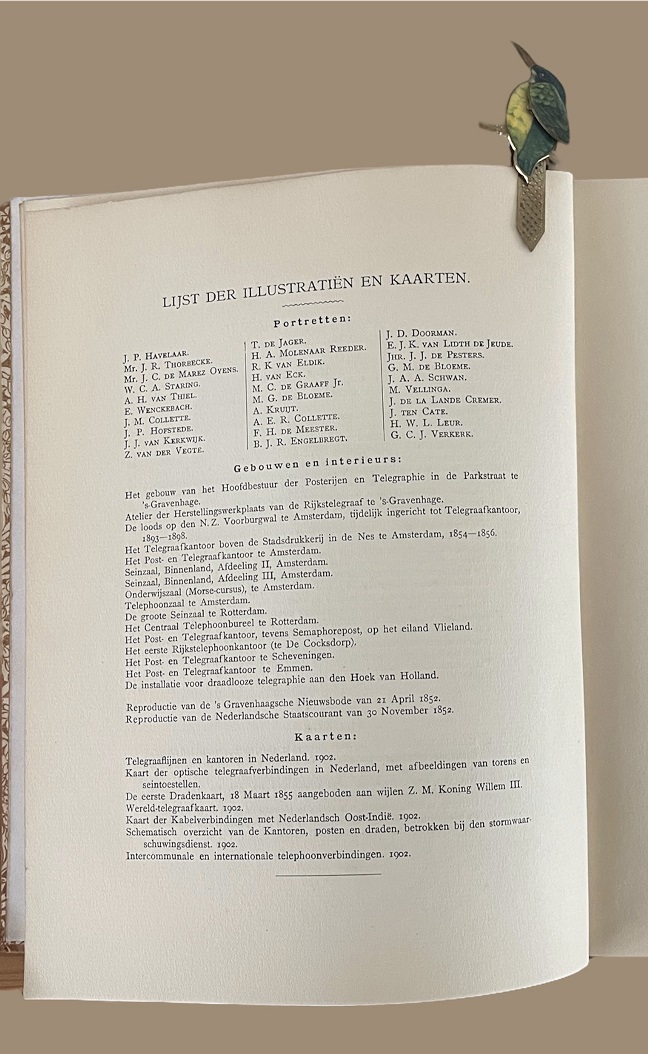 LIJST DER ILLUSTRATIËN EN KAARTEN.
Portretten:
J. P. HAVELAAR.
Mr. J. R. THORBECKE.
Mr. J. C. DE MAREZ OYENS.
W. C. A. STARING.
A. H. VAN THIEL.
E. WENCKEBACH.
J. M. COLLETTE.
J. P. HOFSTEDE.
J. J. VAN KERKWIJK.
Z. VAN DER VEGTE.
T. DE JAGER.
H. A. MOLENAAR REEDER.
R. K VAN ELDIK.
H. VAN ECK.
M. C. DE GRAAFF Jr.
M. G. DE BLOEME.
A. KRUIJT.
A. E. R. COLLETTE.
F. H. DE MEESTER.
B. J. R. ENGELBREGT.
J. D. DOORMAN.
E. J. K. VAN LIDTH DE JEUDE.
JHR. J. J. DE PESTERS.
G. M. DE BLOEME.
J. A. A. SCHWAN.
M. VELLINGA.
J. DE LA LANDE CREMER.
J. TEN CATE.
H. W. L. LEUR.
G. C. J. VERKERK.
Gebouwen en interieurs:
Het gebouw van het Hoofdbestuur der Posterijen en Telegraphie in de Parkstraat te
's-Gravenhage.
Atelier der Herstellingswerkplaats van de Rijkstelegraaf te 's-Gravenhage.
De loods op den N. Z. Voorburgwal te Amsterdam, tijdelijk ingericht tot Telegraafkantoor,
1893—1898.
Het Telegraafkantoor boven de Stadsdrukkerij in de Nes te Amsterdam, 1854—1856.
Het Post- en Telegraafkantoor te Amsterdam.
Seinzaal, Binnenland, Afdeeling II, Amsterdam.
Seinzaal, Binnenland, Afdeeling III, Amsterdam.
Onderwijszaal (Morse-cursus), te Amsterdam.
Telephoonzaal te Amsterdam.
De groote Seinzaal te Rotterdam.
Het Centraal Telephoonbureel te Rotterdam.
Het Post- en Telegraafkantoor, tevens Semaphorepost, op het eiland Vlieland.
Het eerste Rijkstelephoonkantoor (te De Cocksdorp).
Het Post- en Telegraafkantoor te Scheveningen.
Het Post- en Telegraafkantoor te Emmen.
De installatie voor draadlooze telegraphie aan den Hoek van Holland.
Reproductie van de 's Gravenhaagsche Nieuwsbode van 21 April 1852.
Reproductie van de Nederlandsche Staatscourant van 30 November 1852.
Kaarten:
Telegraaflijnen en kantoren in Nederland. 1902.
Kaart der optische telegraafverbindingen in Nederland, met afbeeldingen van torens en
seintoestellen.
De eerste Dradenkaart, 18 Maart 1855 aangeboden aan wijlen Z. M. Koning Willem III.
Wereld-telegraafkaart. 1902.
Kaart der Kabelverbindingen met Nederlandsch Oost-Indië. 1902.
Schematisch overzicht van de Kantoren, posten en draden, betrokken bij den stormwaar-
schuwingsdienst. 1902.
Intercommunale en internationale telephoonverbindingen. 1902.